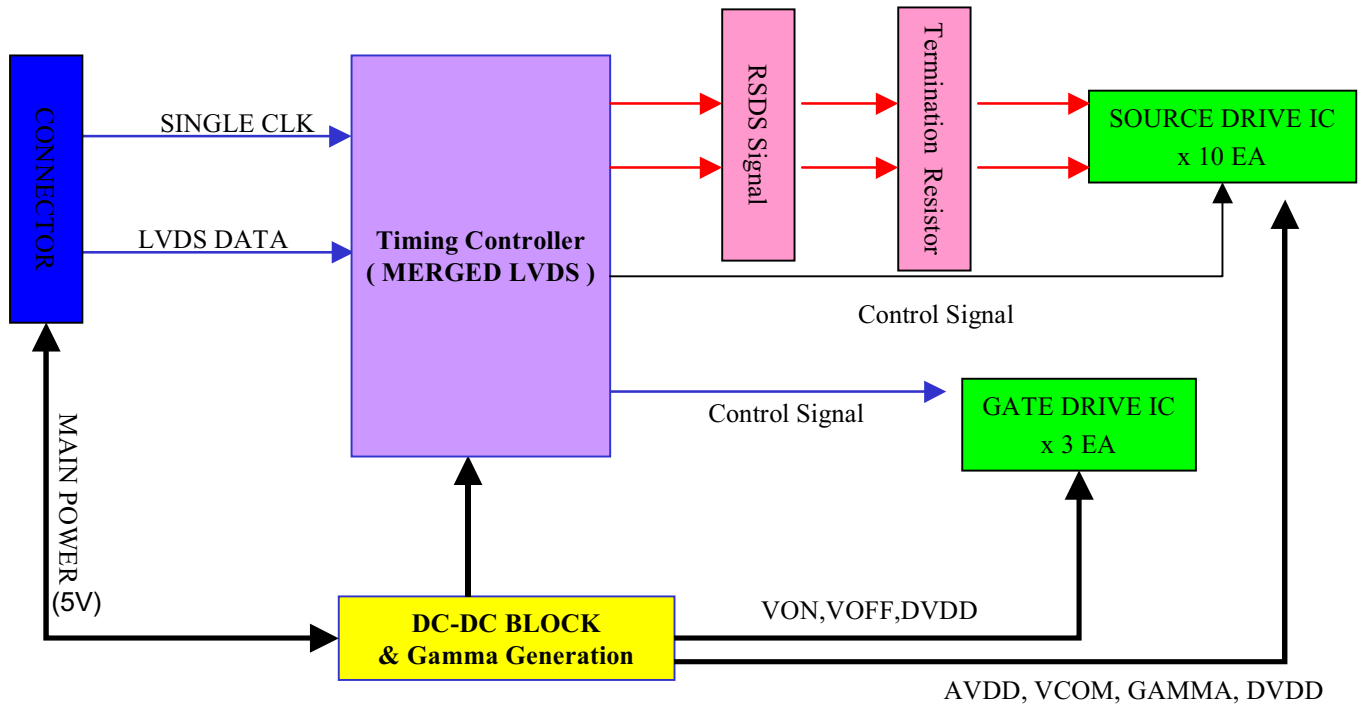 CONNECTOR
SINGLE CLK
LVDS DATA
Timing Controller
( MERGED LVDS )
RSDS Signal
Termination Resistor
SOURCE DRIVE IC
x 10 EA
Control Signal
Control Signal
GATE DRIVE IC
x 3 EA
MAIN POWER
(5V)
DC-DC BLOCK
& Gamma Generation
VON,VOFF,DVDD
AVDD, VCOM, GAMMA, DVDD